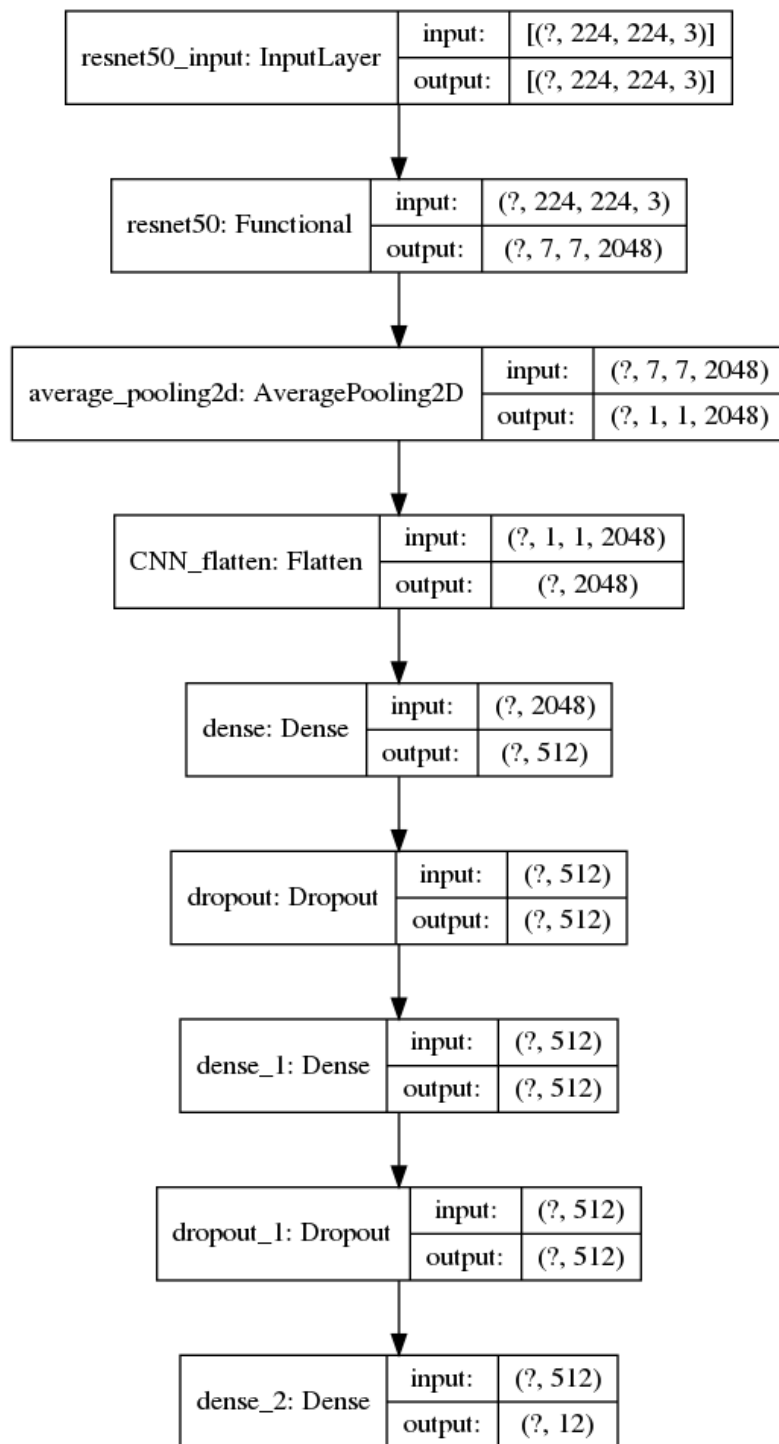 resnet50_input: InputLayer
input: [(?, 224, 224, 3)]
output: [(?, 224, 224, 3)]
resnet50: Functional
input: (?, 224, 224, 3)
output: (?, 7, 7, 2048)
average_pooling2d: AveragePooling2D
input: (?, 7, 7, 2048)
output: (?, 1, 1, 2048)
CNN_flatten: Flatten
input: (?, 1, 1, 2048)
output: (?, 2048)
dense: Dense
input: (?, 2048)
output: (?, 512)
dropout: Dropout
input: (?, 512)
output: (?, 512)
dense_1: Dense
input: (?, 512)
output: (?, 512)
dropout_1: Dropout
input: (?, 512)
output: (?, 512)
dense_2: Dense
input: (?, 512)
output: (?, 12)